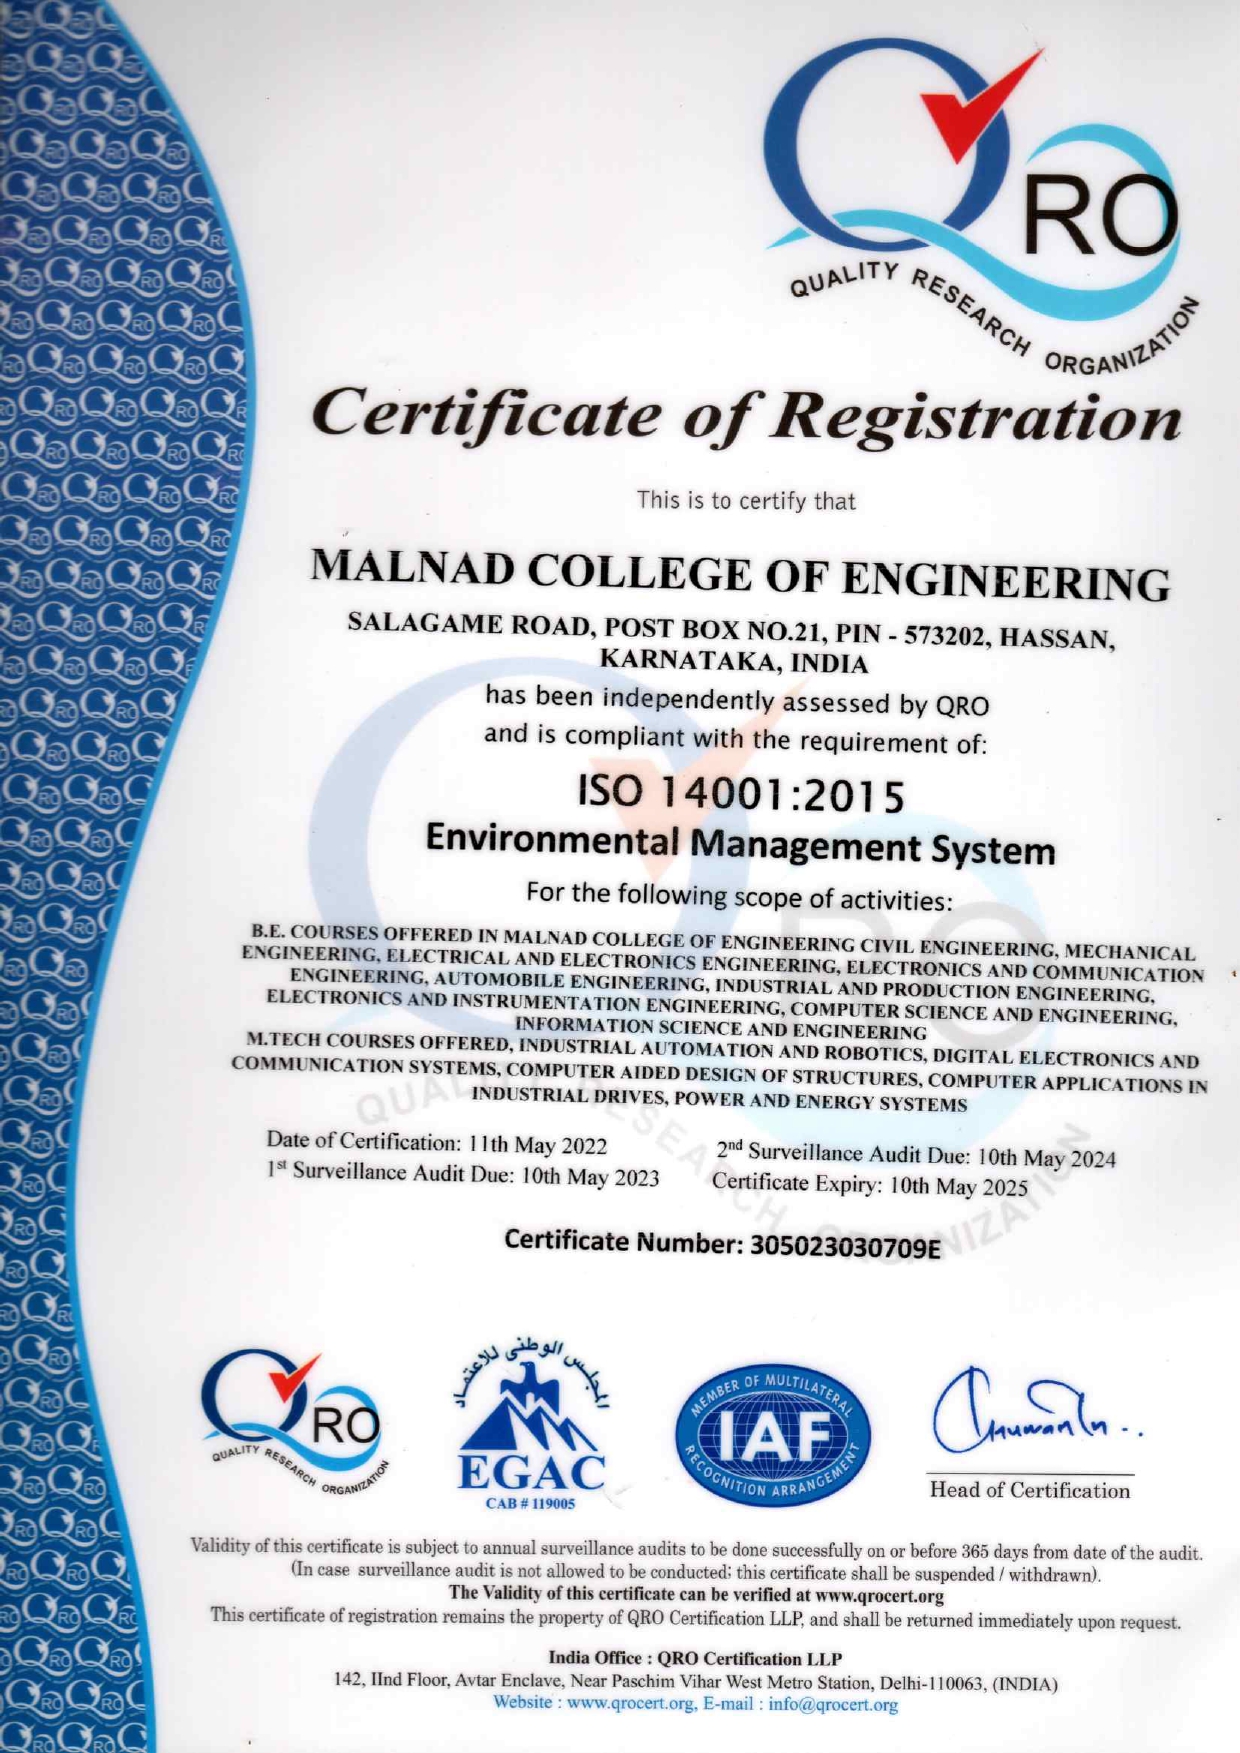 QRO
QUALITY RESEARCH ORGANIZATION
Certificate of Registration
This is to certify that
MALNAD COLLEGE OF ENGINEERING
SALAGAME ROAD, POST BOX NO.21, PIN - 573202, HASSAN,
KARNATAKA, INDIA
has been independently assessed by QRO
and is compliant with the requirement of:
ISO 14001:2015
Environmental Management System
For the following scope of activities:
B.E. COURSES OFFERED IN MALNAD COLLEGE OF ENGINEERING CIVIL ENGINEERING, MECHANICAL
ENGINEERING, ELECTRICAL AND ELECTRONICS ENGINEERING, ELECTRONICS AND COMMUNICATION
ENGINEERING, AUTOMOBILE ENGINEERING, INDUSTRIAL AND PRODUCTION ENGINEERING,
ELECTRONICS AND INSTRUMENTATION ENGINEERING, COMPUTER SCIENCE AND ENGINEERING,
INFORMATION SCIENCE AND ENGINEERING
M.TECH COURSES OFFERED, INDUSTRIAL AUTOMATION AND ROBOTICS, DIGITAL ELECTRONICS AND
COMMUNICATION SYSTEMS, COMPUTER AIDED DESIGN OF STRUCTURES, COMPUTER APPLICATIONS IN
INDUSTRIAL DRIVES, POWER AND ENERGY SYSTEMS
Date of Certification: 11th May 2022
2nd Surveillance Audit Due: 10th May 2024
1st Surveillance Audit Due: 10th May 2023
Certificate Expiry: 10th May 2025
Certificate Number: 305023030709E
QRO
QUALITY RESEARCH ORGANIZATION
المجلس الوطنى للاعتماد
EGAC
CAB # 119005
MEMBER OF MULTILATERAL
IAF
RECOGNITION ARRANGEMENT
Head of Certification
Validity of this certificate is subject to annual surveillance audits to be done successfully on or before 365 days from date of the audit.
(In case surveillance audit is not allowed to be conducted; this certificate shall be suspended / withdrawn).
The Validity of this certificate can be verified at www.qrocert.org
This certificate of registration remains the property of QRO Certification LLP, and shall be returned immediately upon request.
India Office : QRO Certification LLP
142, IInd Floor, Avtar Enclave, Near Paschim Vihar West Metro Station, Delhi-110063, (INDIA)
Website : www.qrocert.org, E-mail : info@qrocert.org